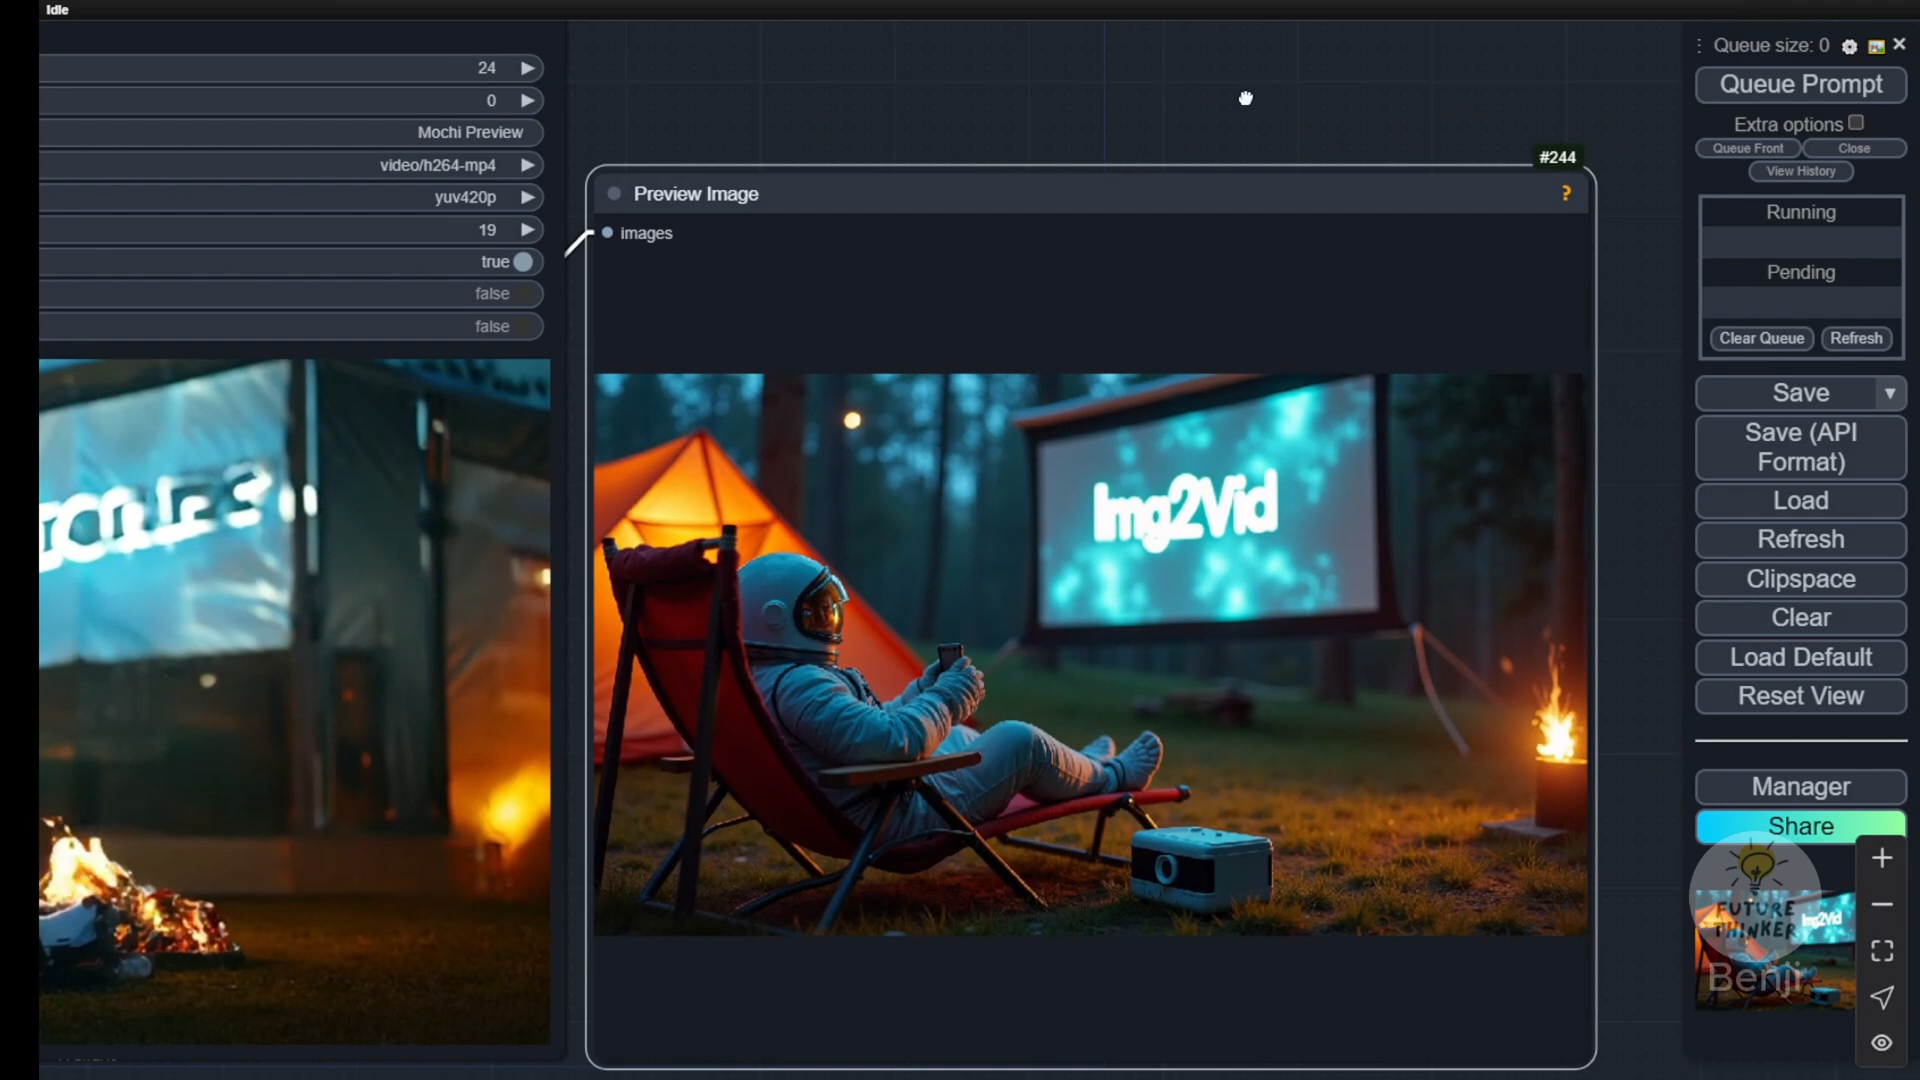 Idle
24
0
Mochi Preview
video/h264-mp4
yuv420p
19
true
false
false
#244
Preview Image
?
images
Img2Vid
Queue size: 0
Queue Prompt
Extra options
Queue Front
Close
View History
Running
Pending
Clear Queue
Refresh
Save
Save (API
Format)
Load
Refresh
Clipspace
Clear
Load Default
Reset View
Manager
Share
Img2Vid
FUTURE
THINKER
Benji